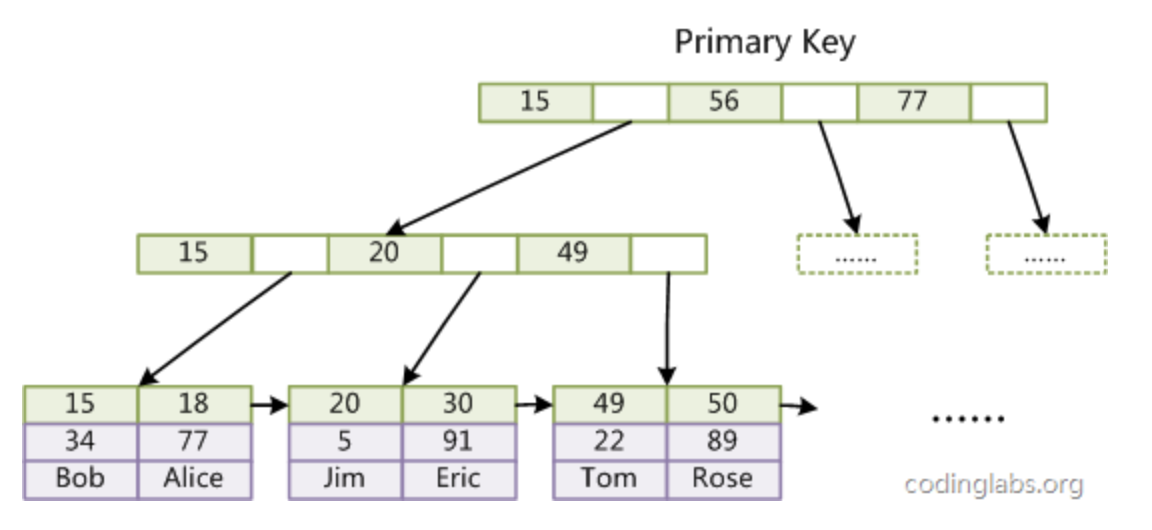 Primary Key
15 56 77
15 20 49
...... ......
15 18 20 30 49 50
34 77 5 91 22 89
Bob Alice Jim Eric Tom Rose
......
codinglabs.org